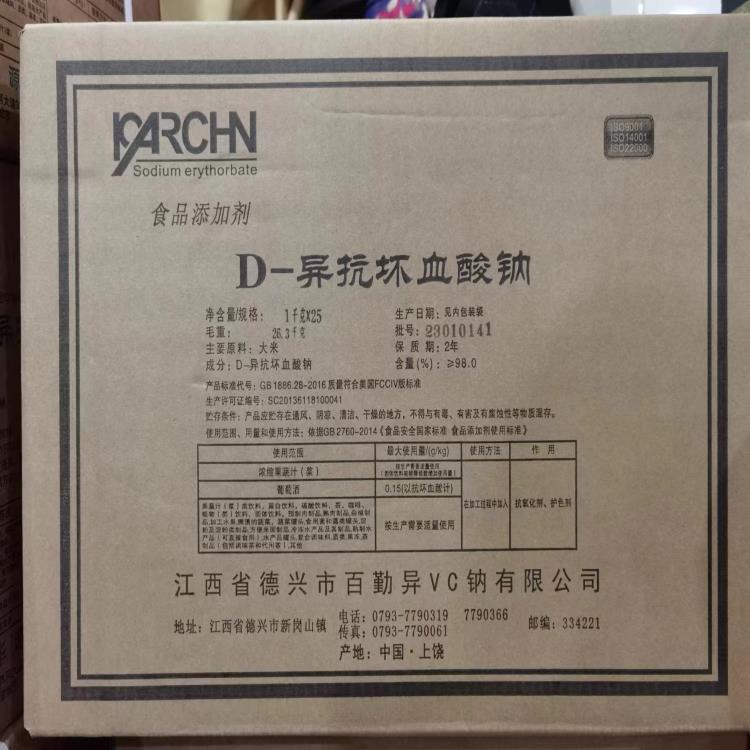 PARCHN
Sodium erythorbate
ISO9001
ISO14001
ISO22000
食品添加剂
D-异抗坏血酸钠
净含量/规格: 1千克X25
毛重: 26.3千克
主要原料: 大米
成分: D-异抗坏血酸钠
生产日期: 见内包装袋
批号: 23010141
保 质 期: 2年
含量(%): ≥98.0
产品标准代号: GB 1886.28-2016 质量符合美国FCCIV版标准
生产许可证编号: SC20136118100041
贮存条件: 产品应贮存在通风、阴凉、清洁、干燥的地方,不得与有毒、有害及有腐蚀性等物质混存。
使用范围、用量和使用方法: 依据GB 2760-2014《食品安全国家标准 食品添加剂使用标准》
使用范围 最大使用量/(g/kg) 使用方法 作 用
浓缩果蔬汁(浆) 按生产需要适量使用
葡萄酒 0.15(以抗坏血酸计)
按生产需要适量使用
在加工过程中加入
抗氧化剂、护色剂
江西省德兴市百勤异VC钠有限公司
地址: 江西省德兴市新岗山镇
电话: 0793-7790319 7790366
传真: 0793-7790061
邮编: 334221
产地: 中国·上饶